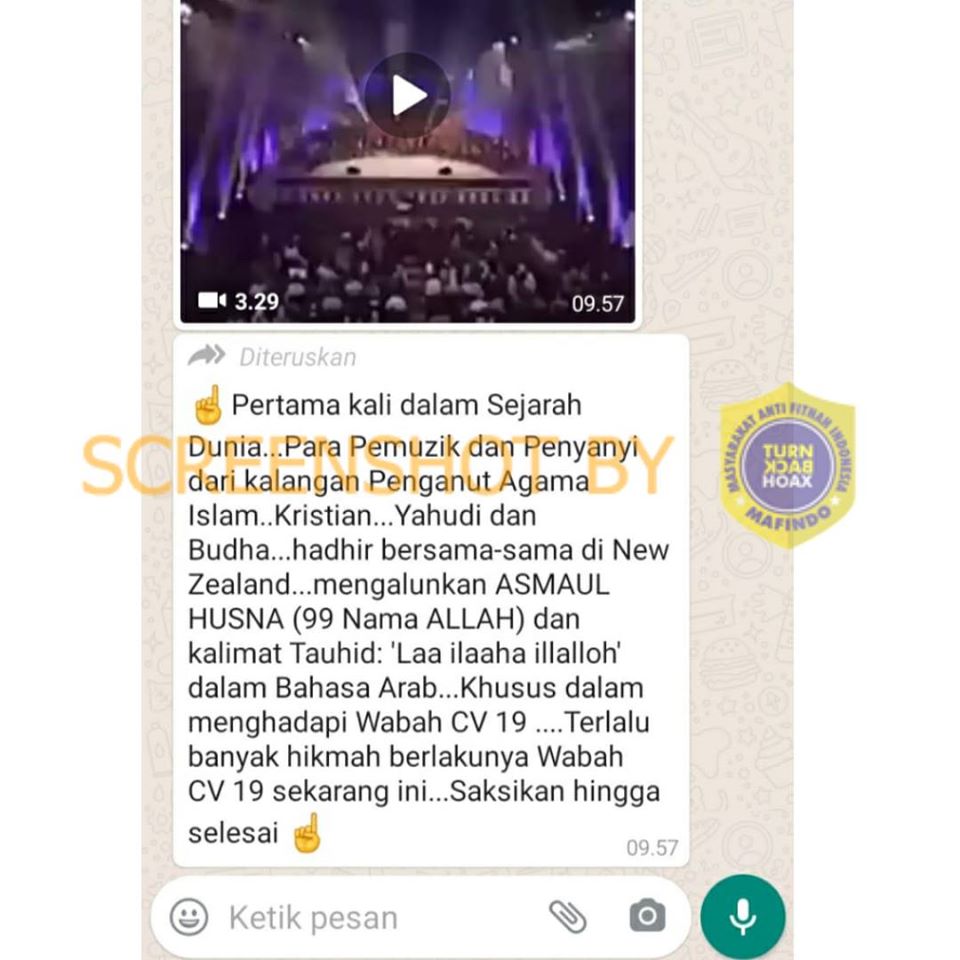 3.29
09.57
Diteruskan
☝Pertama kali dalam Sejarah
Dunia...Para Pemuzik dan Penyanyi
SCREENSHOT BY
dari kalangan Penganut Agama
Islam..Kristian...Yahudi dan
Budha...hadhir bersama-sama di New
Zealand...mengalunkan ASMAUL
HUSNA (99 Nama ALLAH) dan
kalimat Tauhid: 'Laa ilaaha illalloh'
dalam Bahasa Arab...Khusus dalam
menghadapi Wabah CV 19 ....Terlalu
banyak hikmah berlakunya Wabah
CV 19 sekarang ini...Saksikan hingga
selesai ☝
09.57
MASYARAKAT ANTI FITNAH INDONESIA
TURN
BACK
HOAX
MAFINDO
Ketik pesan